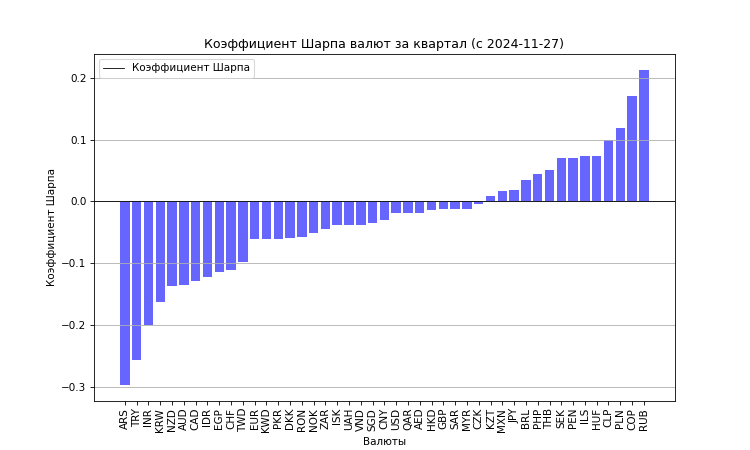 Коэффициент Шарпа валют за квартал (с 2024-11-27)
Коэффициент Шарпа
0.2
0.1
0.0
−0.1
−0.2
−0.3
Коэффициент Шарпа
ARS TRY INR KRW NZD AUD CAD IDR EGP CHF TWD EUR KWD PKR DKK RON NOK ZAR ISK UAH VND SGD CNY USD QAR AED HKD GBP SAR MYR CZK KZT MXN JPY BRL PHP THB SEK PEN ILS HUF CLP PLN COP RUB
Валюты